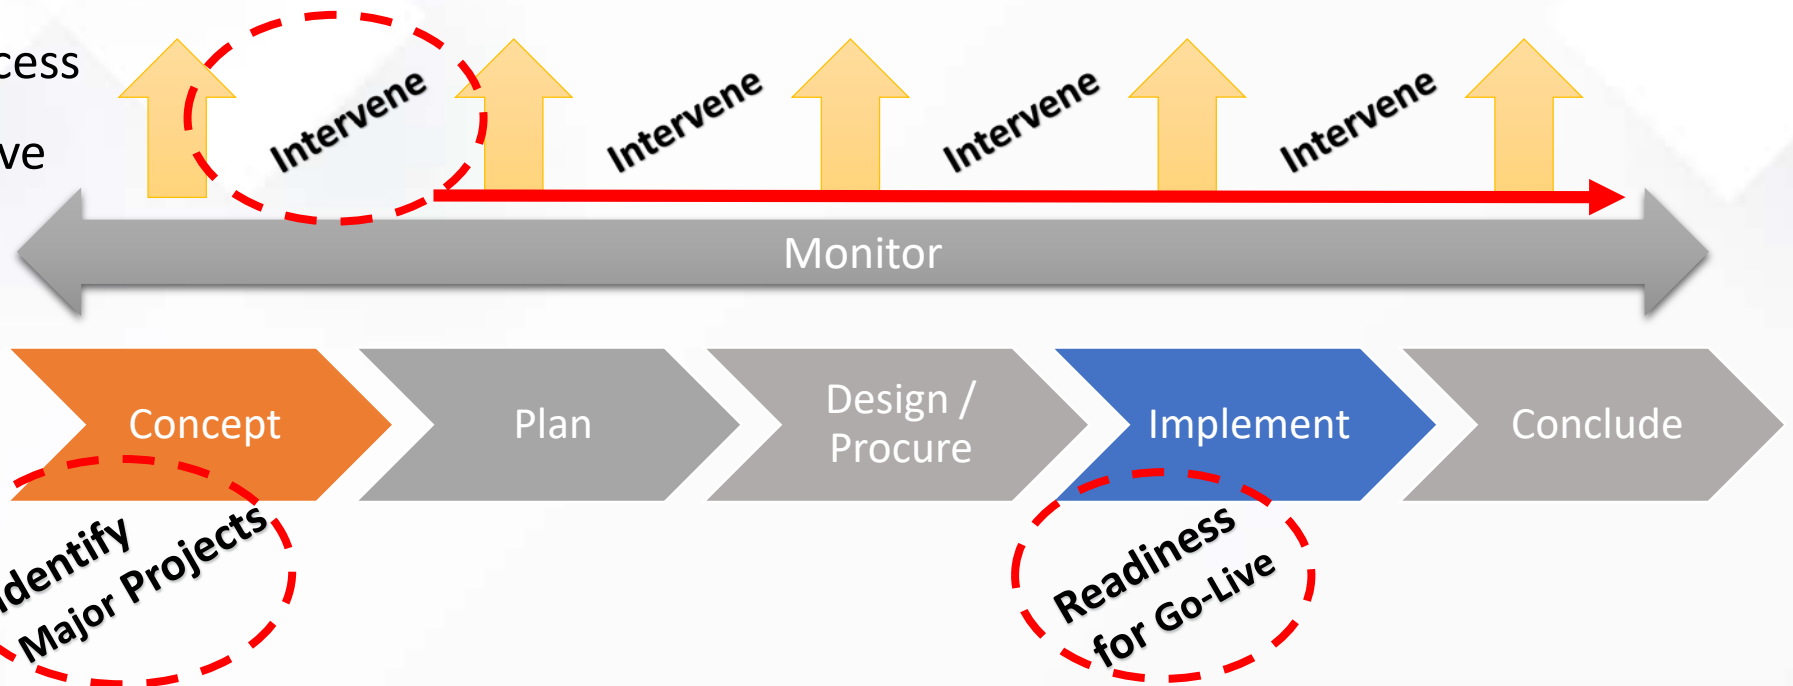 cess
ve
Intervene
Intervene
Intervene
Intervene
Monitor
Concept
Plan
Design /
Procure
Implement
Conclude
Identify
Major Projects
Readiness
for Go-Live